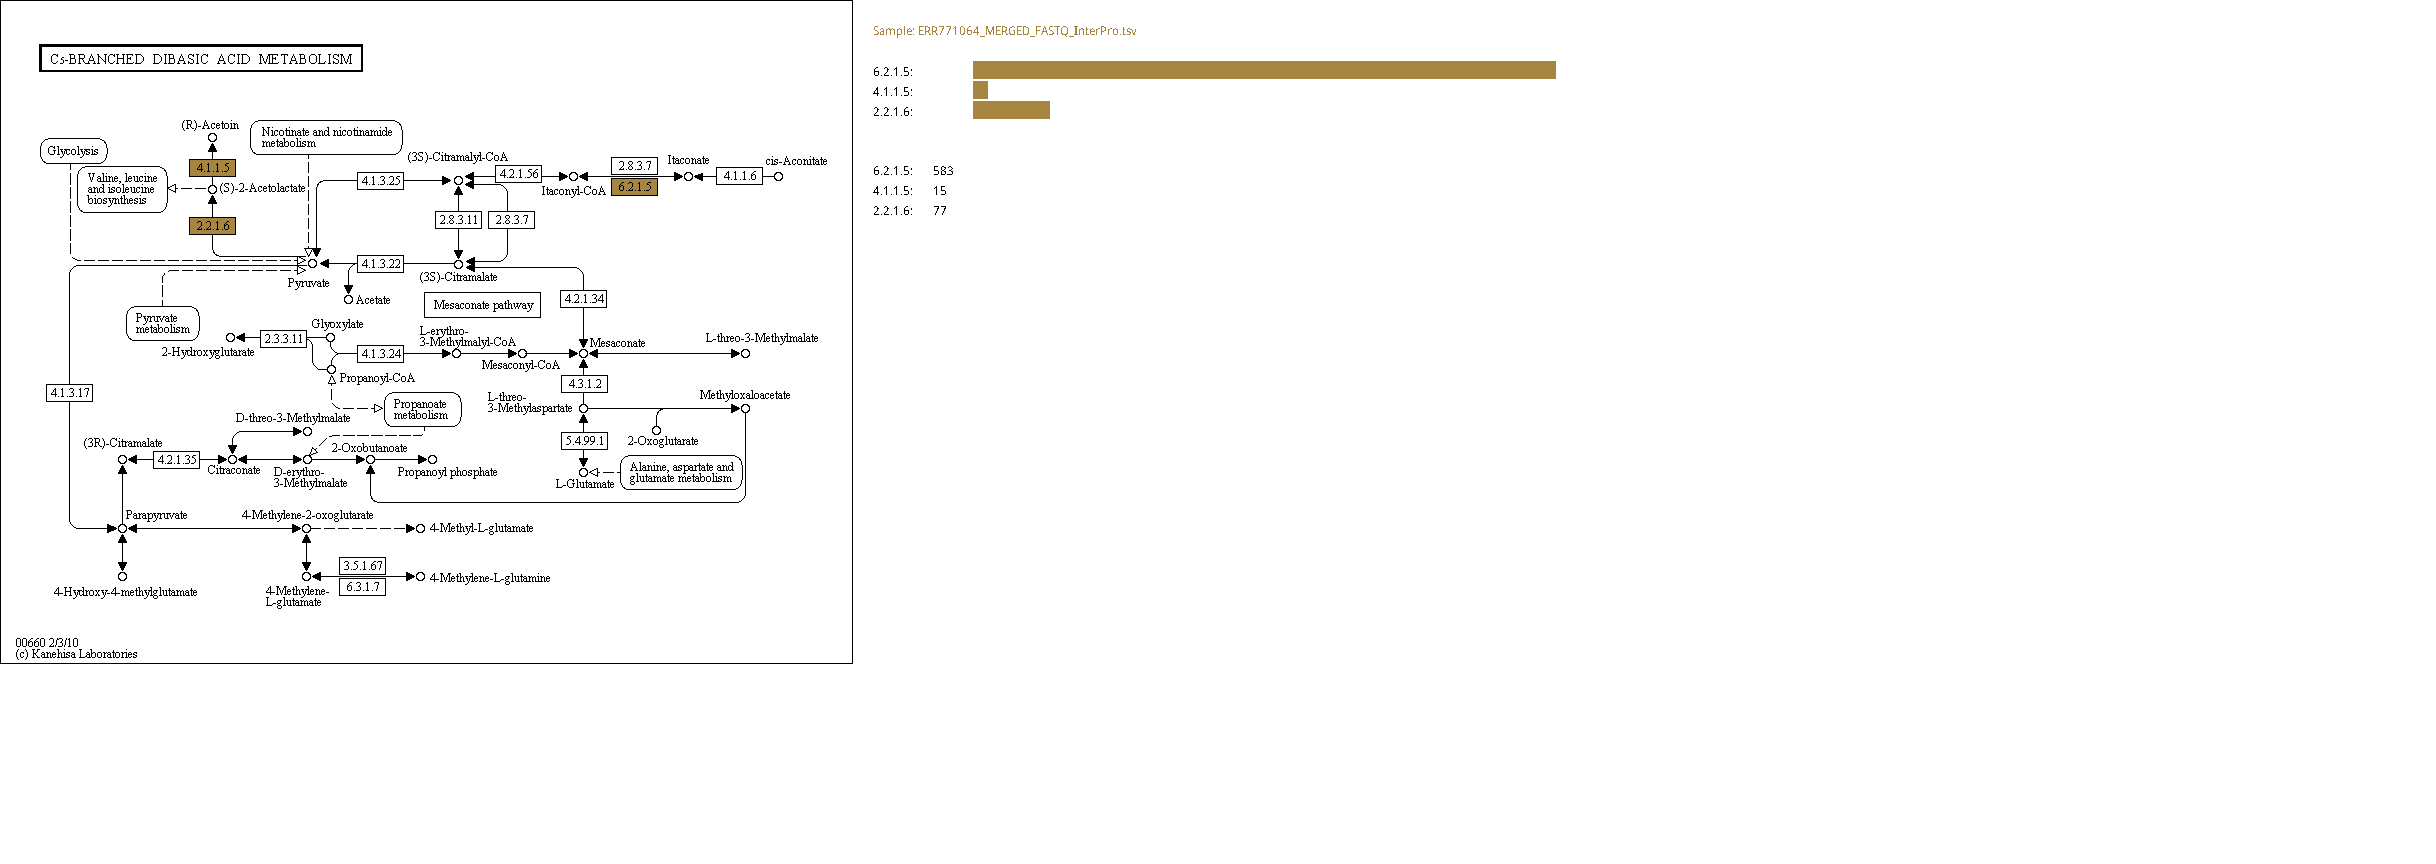 C5-BRANCHED DIBASIC ACID METABOLISM
Sample: ERR771064_MERGED_FASTQ_InterPro.tsv
6.2.1.5:
4.1.1.5:
2.2.1.6:
6.2.1.5: 583
4.1.1.5: 15
2.2.1.6: 77
(R)-Acetoin
Nicotinate and nicotinamide
metabolism
Glycolysis
4.1.1.5
Valine, leucine
and isoleucine
biosynthesis
(S)-2-Acetolactate
2.2.1.6
(3S)-Citramalyl-CoA
4.1.3.25
4.2.1.56
Itaconyl-CoA
2.8.3.7
6.2.1.5
Itaconate
4.1.1.6
cis-Aconitate
2.8.3.11
2.8.3.7
Pyruvate
4.1.3.22
(3S)-Citramalate
Acetate
Mesaconate pathway
4.2.1.34
Pyruvate
metabolism
Glyoxylate
2.3.3.11
2-Hydroxyglutarate
4.1.3.24
L-erythro-
3-Methylmalyl-CoA
Mesaconyl-CoA
Mesaconate
L-threo-3-Methylmalate
Propanoyl-CoA
4.3.1.2
4.1.3.17
Propanoate
metabolism
L-threo-
3-Methylaspartate
Methyloxaloacetate
D-threo-3-Methylmalate
2-Oxoglutarate
5.4.99.1
(3R)-Citramalate
4.2.1.35
Citraconate
D-erythro-
3-Methylmalate
2-Oxobutanoate
Propanoyl phosphate
L-Glutamate
Alanine, aspartate and
glutamate metabolism
Parapyruvate
4-Methylene-2-oxoglutarate
4-Methyl-L-glutamate
4-Hydroxy-4-methylglutamate
4-Methylene-
L-glutamate
3.5.1.67
6.3.1.7
4-Methylene-L-glutamine
00660 2/3/10
(c) Kanehisa Laboratories